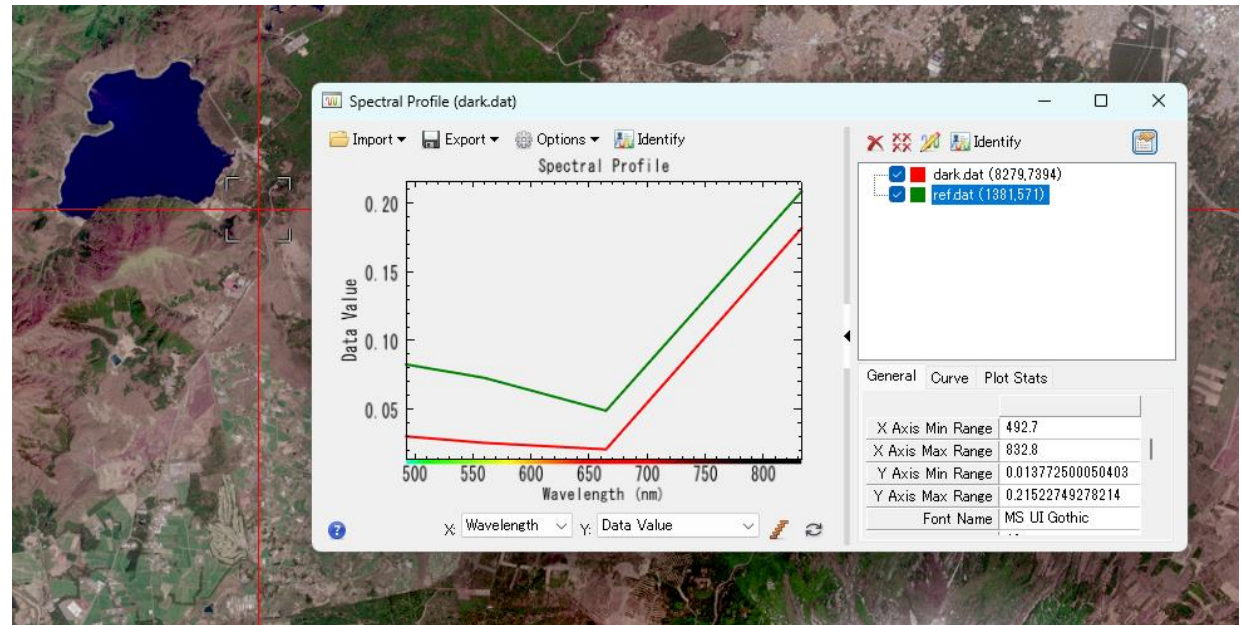 Spectral Profile (dark.dat)
Import Export Options Identify
Identify
Spectral Profile
dark.dat (8279,7394)
ref.dat (1381,571)
0.20
0.15
0.10
0.05
Data Value
500 550 600 650 700 750 800
Wavelength (nm)
X: Wavelength Y: Data Value
General Curve Plot Stats
X Axis Min Range 492.7
X Axis Max Range 832.8
Y Axis Min Range 0.013772500050403
Y Axis Max Range 0.21522749278214
Font Name MS UI Gothic